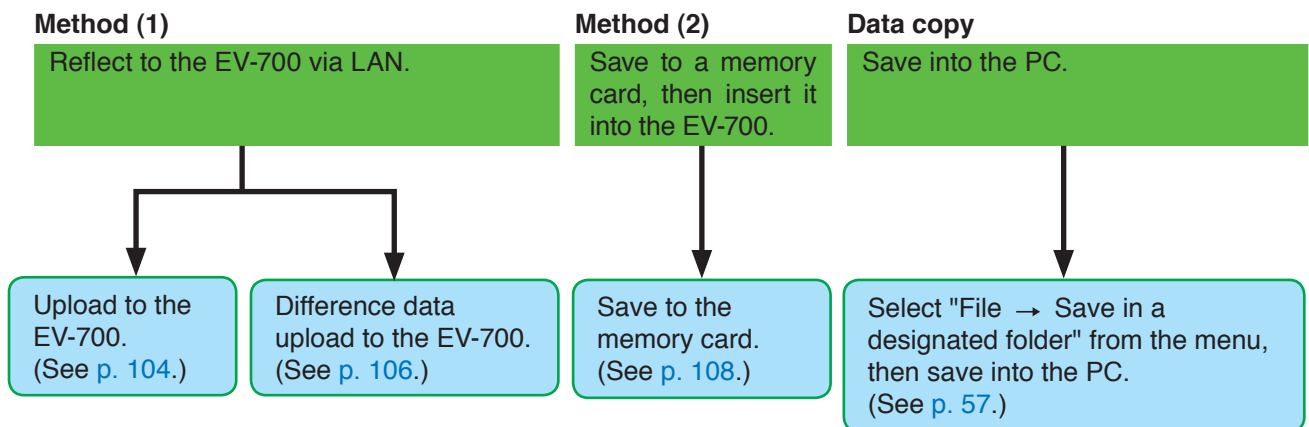 Method (1)
Reflect to the EV-700 via LAN.
Method (2)
Save to a memory
card, then insert it
into the EV-700.
Data copy
Save into the PC.
Upload to the
EV-700.
(See p. 104.)
Difference data
upload to the EV-700.
(See p. 106.)
Save to the
memory card.
(See p. 108.)
Select "File → Save in a
designated folder" from the menu,
then save into the PC.
(See p. 57.)